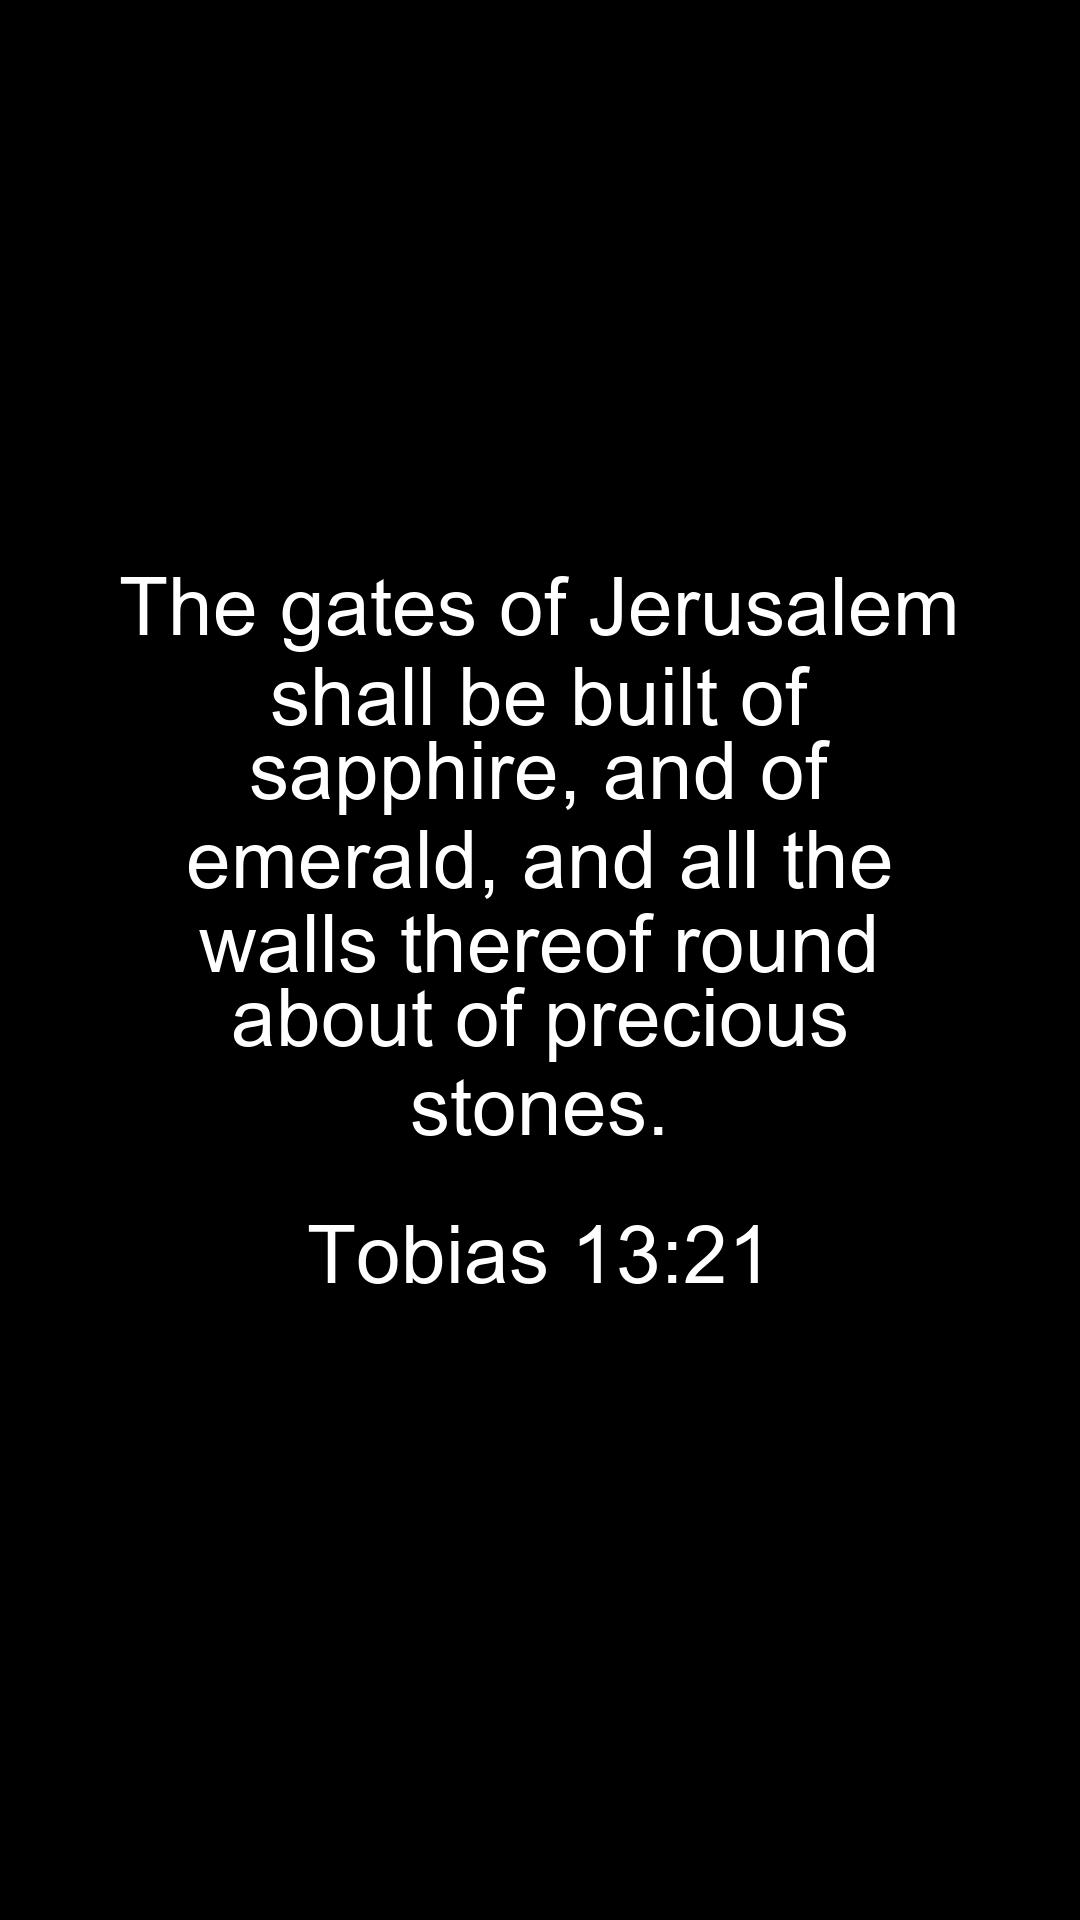 The gates of Jerusalem
shall be built of
sapphire, and of
emerald, and all the
walls thereof round
about of precious
stones.
Tobias 13:21